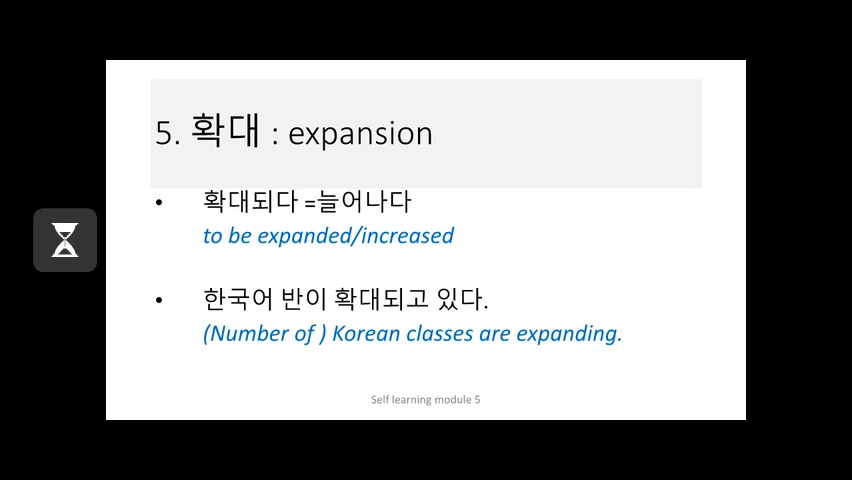 5. 확대 : expansion
• 확대되다 =늘어나다
to be expanded/increased
• 한국어 반이 확대되고 있다.
(Number of ) Korean classes are expanding.
Self learning module 5